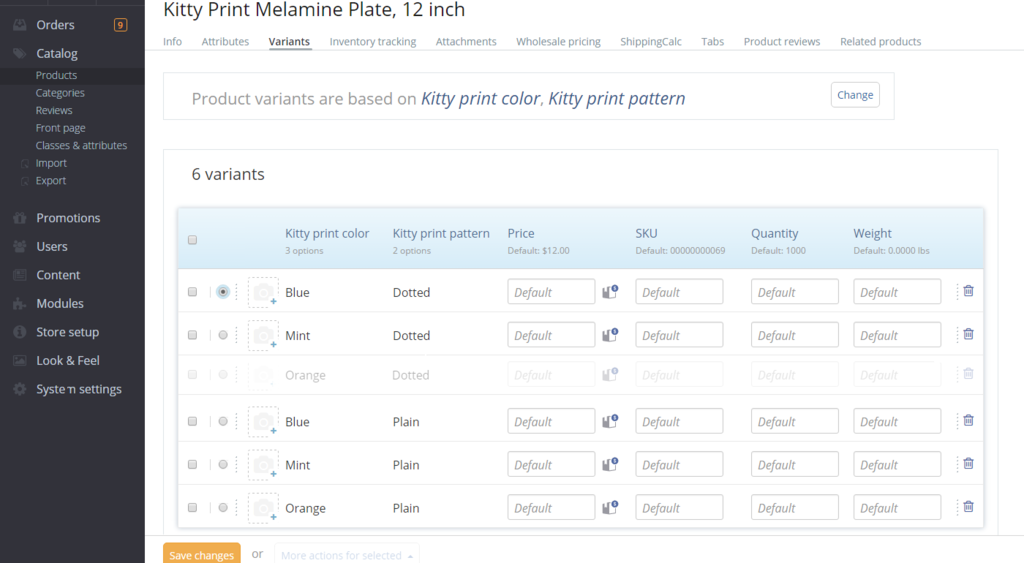 Kitty Print Melamine Plate, 12 inch
Orders 9
Catalog
Products
Categories
Reviews
Front page
Classes & attributes
Import
Export
Promotions
Users
Content
Modules
Store setup
Look & Feel
System settings
Info Attributes Variants Inventory tracking Attachments Wholesale pricing ShippingCalc Tabs Product reviews Related products
Product variants are based on Kitty print color, Kitty print pattern Change
6 variants
Kitty print color Kitty print pattern Price SKU Quantity Weight
3 options 2 options Default: $12.00 Default: 00000000069 Default: 1000 Default: 0.0000 lbs
Blue Dotted Default Default Default Default
Mint Dotted Default Default Default Default
Orange Dotted Default Default Default Default
Blue Plain Default Default Default Default
Mint Plain Default Default Default Default
Orange Plain Default Default Default Default
Save changes or More actions for selected